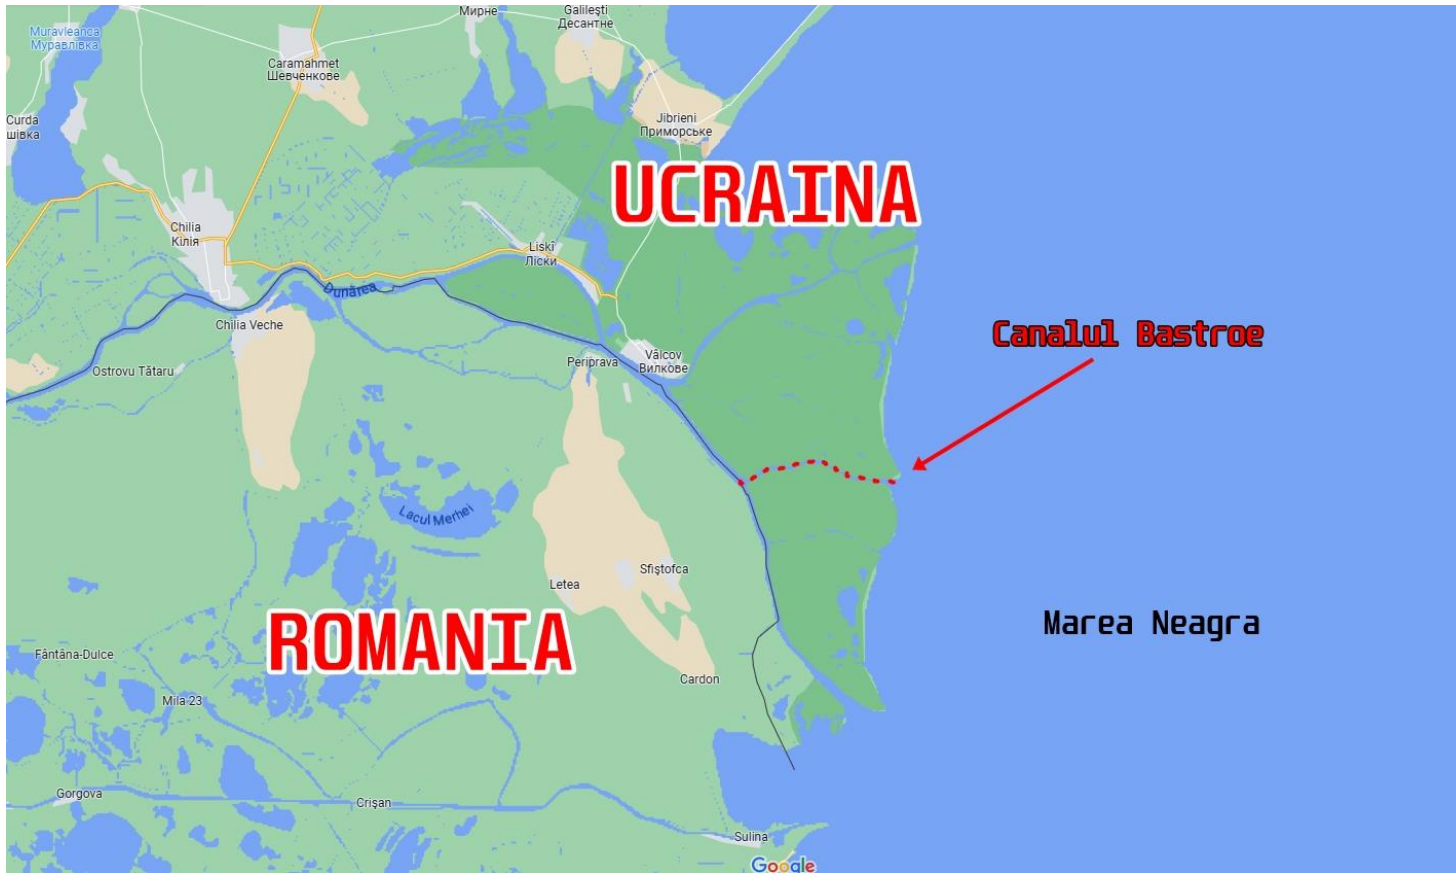 Мирне
Galilești
Десантне
Muravleanca
Муравлівка
Caramahmet
Шевченкове
Curda
шівка
Jibrieni
Приморське
UCRAINA
Chilia
Кілія
Liskî
Ліски
Dunărea
Chilia Veche
Canalul Bastroe
Periprava
Vâlcov
Вилкове
Ostrovu Tătaru
Lacul Merhei
Sfiștofca
Letea
ROMANIA
Marea Neagra
Fântâna-Dulce
Cardon
Mila 23
Gorgova
Crișan
Sulina
Google